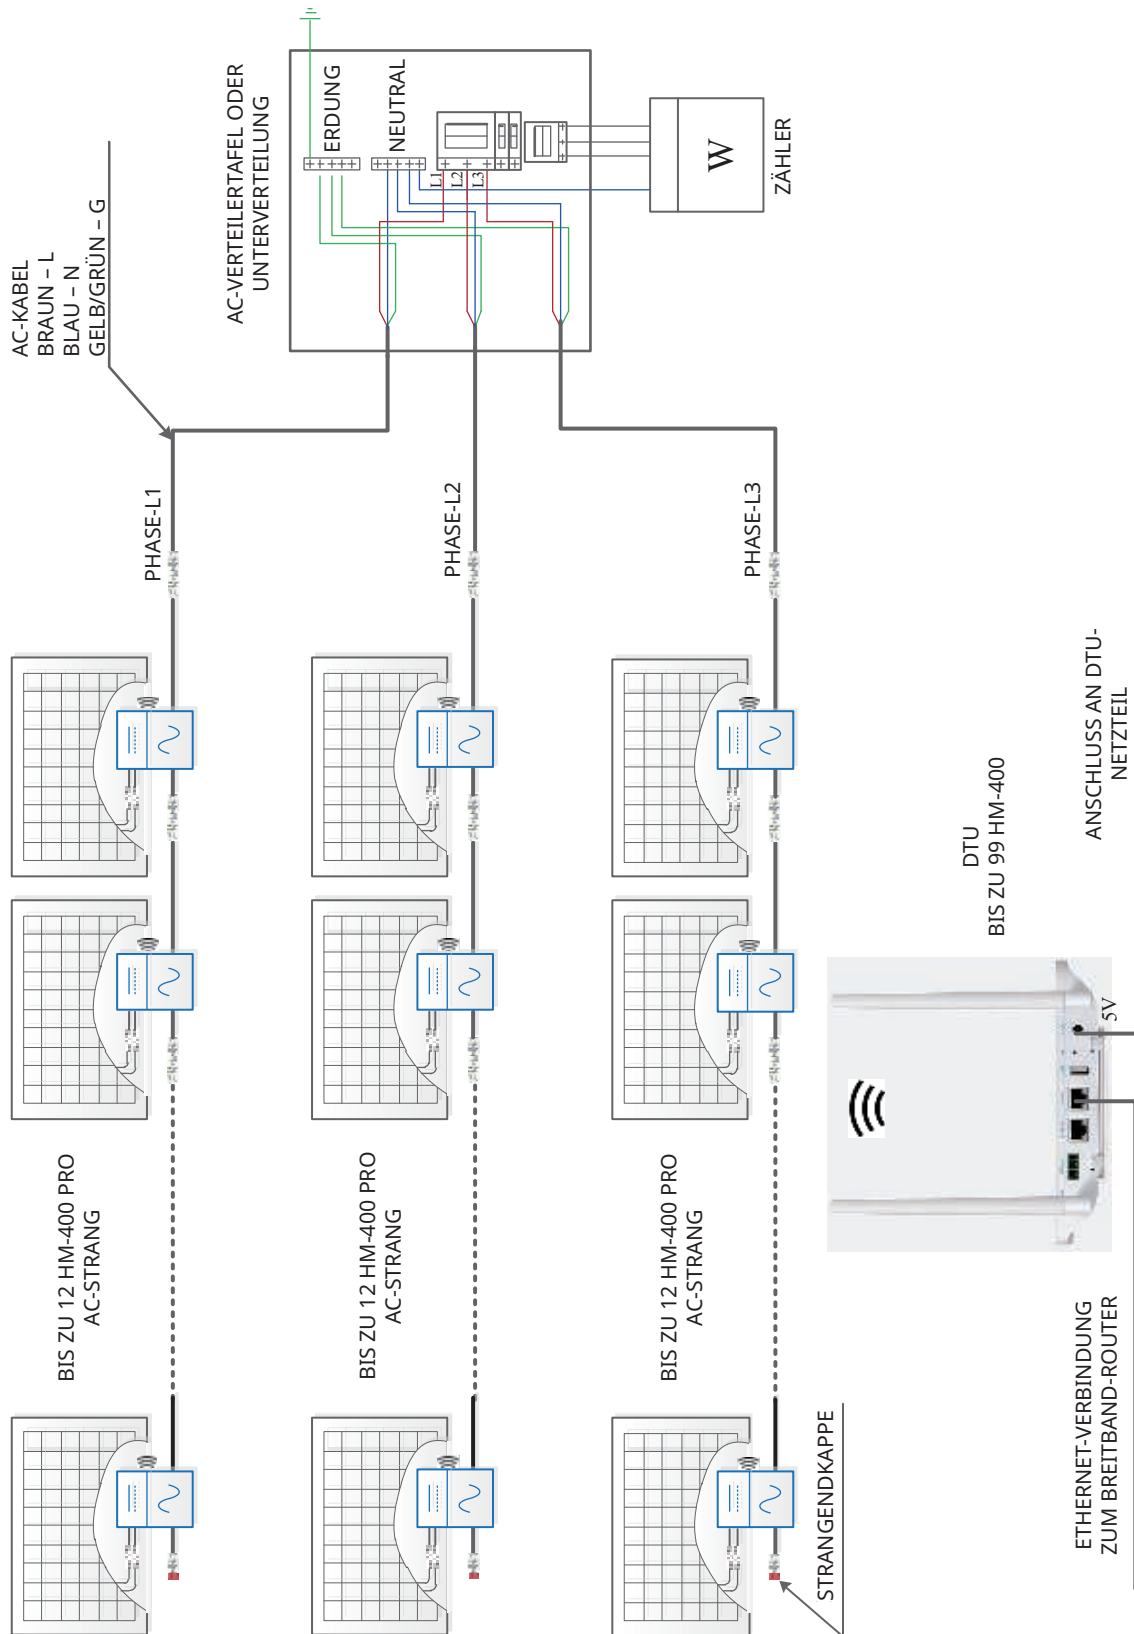 AC-KABEL
BRAUN – L
BLAU – N
GELB/GRÜN – G
AC-VERTEILERTAFEL ODER
UNTERVERTEILUNG
ERDUNG
NEUTRAL
L1
L2
L3
W
ZÄHLER
PHASE-L1
PHASE-L2
PHASE-L3
BIS ZU 12 HM-400 PRO
AC-STRANG
BIS ZU 12 HM-400 PRO
AC-STRANG
BIS ZU 12 HM-400 PRO
AC-STRANG
STRANGENDKAPPE
DTU
BIS ZU 99 HM-400
ANSCHLUSS AN DTU-
NETZTEIL
5V
ETHERNET-VERBINDUNG
ZUM BREITBAND-ROUTER